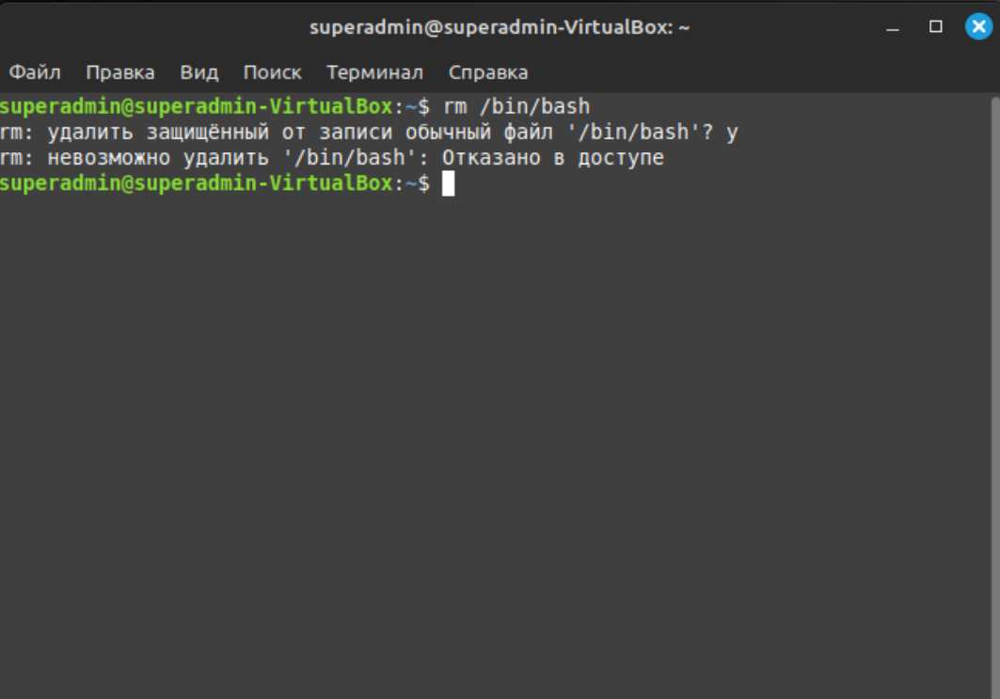 superadmin@superadmin-VirtualBox: ~
Файл Правка Вид Поиск Терминал Справка
superadmin@superadmin-VirtualBox:~$ rm /bin/bash
rm: удалить защищённый от записи обычный файл '/bin/bash'? y
rm: невозможно удалить '/bin/bash': Отказано в доступе
superadmin@superadmin-VirtualBox:~$